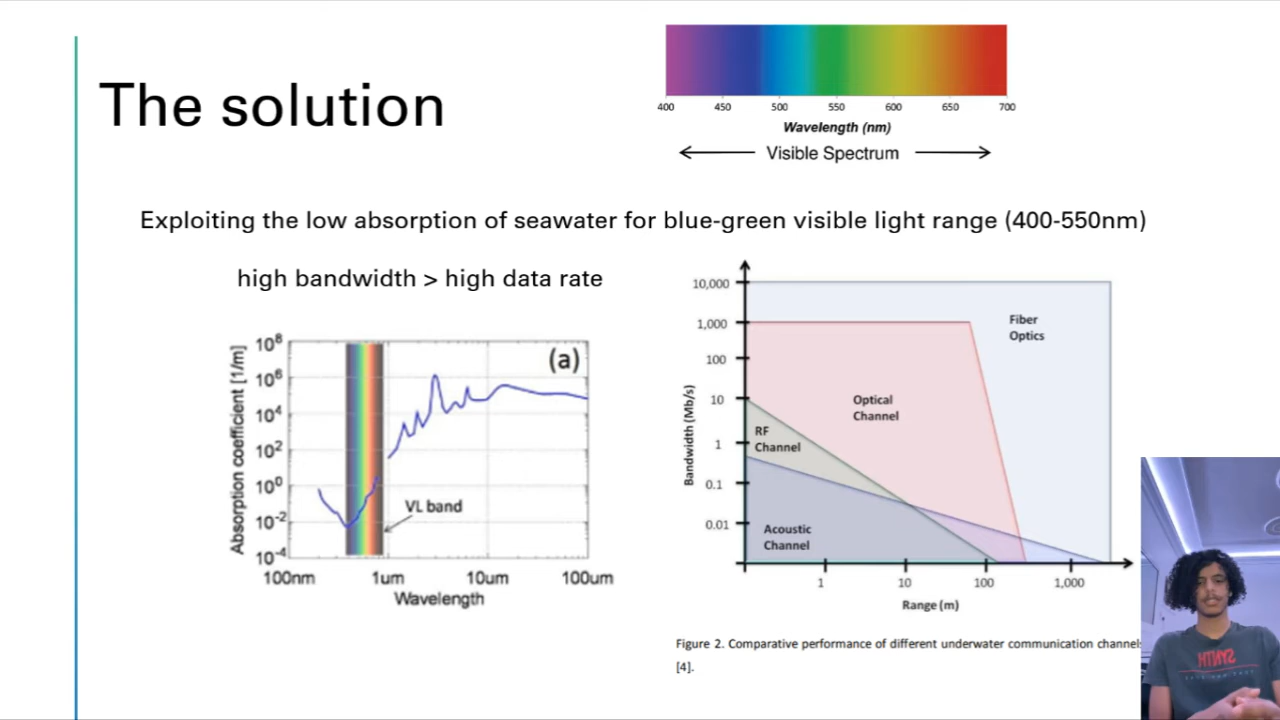 The solution
400 450 500 550 600 650 700
Wavelength (nm)
Visible Spectrum
Exploiting the low absorption of seawater for blue-green visible light range (400-550nm)
high bandwidth > high data rate
(a)
Absorption coefficient [1/m]
10⁸
10⁶
10⁴
10²
10⁰
10⁻²
10⁻⁴
VL band
100nm 1um 10um 100um
Wavelength
Bandwidth (Mb/s)
10,000
1,000
100
10
1
0.1
0.01
Fiber
Optics
Optical
Channel
RF
Channel
Acoustic
Channel
1 10 100 1,000
Range (m)
Figure 2. Comparative performance of different underwater communication channel
[4].
SYNTH